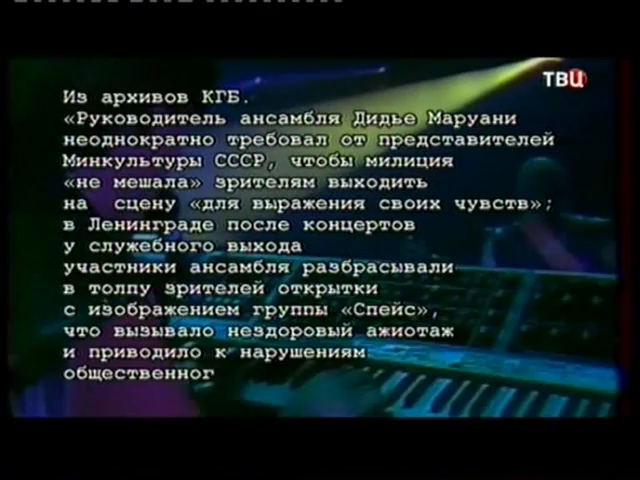 ТВЦ
Из архивов КГБ.
«Руководитель ансамбля Дидье Маруани
неоднократно требовал от представителей
Минкультуры СССР, чтобы милиция
«не мешала» зрителям выходить
на сцену «для выражения своих чувств»;
в Ленинграде после концертов
у служебного выхода
участники ансамбля разбрасывали
в толпу зрителей открытки
с изображением группы «Спейс»,
что вызывало нездоровый ажиотаж
и приводило к нарушениям
общественног